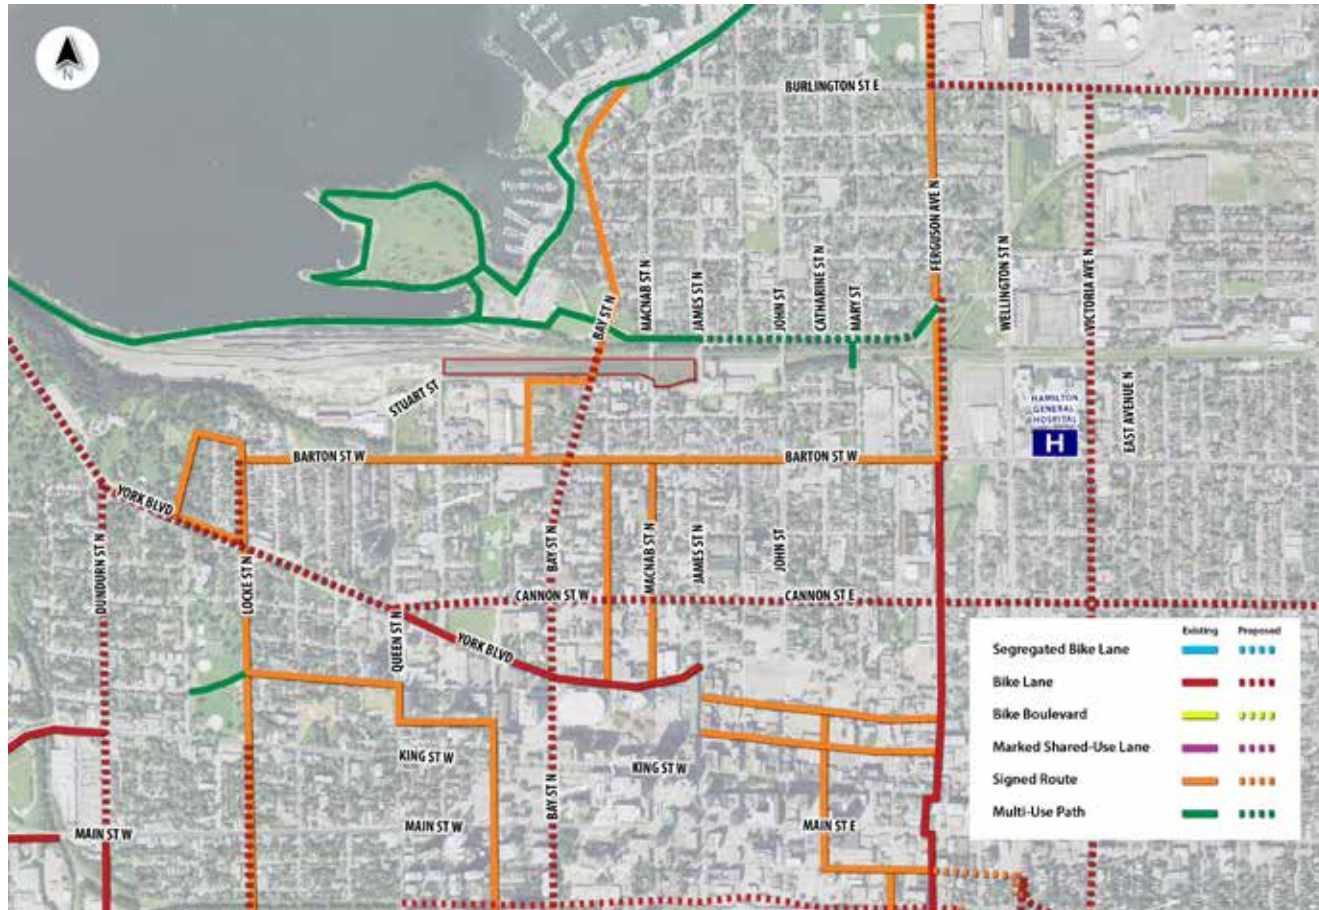 N
BURLINGTON ST E
FERGUSON AVE N
WELLINGTON ST N
VICTORIA AVE N
MACNAB ST N
JAMES ST N
JOHN ST
CATHARINE ST N
MARY ST
BAY ST N
STUART ST
HAMILTON
GENERAL
HOSPITAL
H
EAST AVENUE N
BARTON ST W
BARTON ST W
YORK BLVD
DUNDURN ST N
LOCKE ST N
BAY ST N
MACNAB ST N
JAMES ST N
JOHN ST
CANNON ST W
CANNON ST E
QUEEN ST N
YORK BLVD
KING ST W
KING ST W
BAY ST N
MAIN ST W
MAIN ST W
MAIN ST E
Existing Proposed
Segregated Bike Lane
Bike Lane
Bike Boulevard
Marked Shared-Use Lane
Signed Route
Multi-Use Path